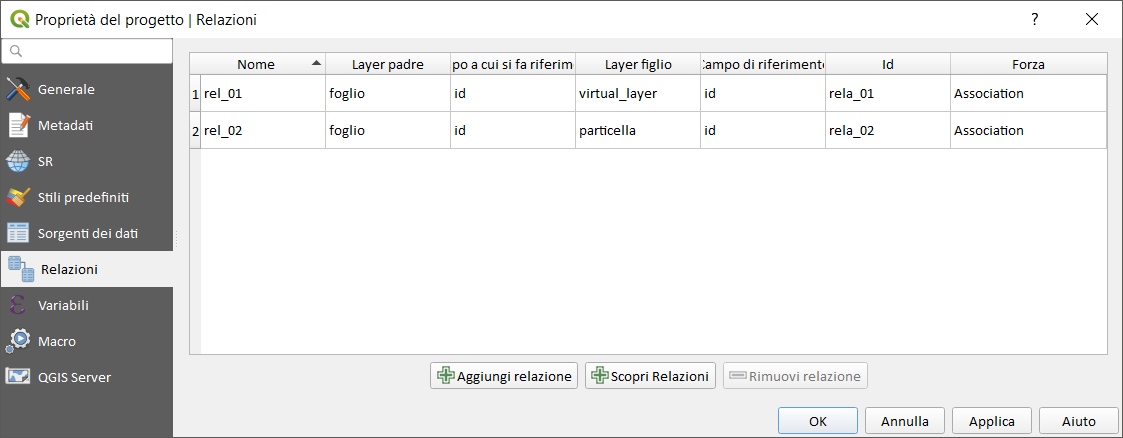 Proprietà del progetto | Relazioni
?
Nome Layer padre po a cui si fa riferim Layer figlio Campo di riferimento Id Forza
1 rel_01 foglio id virtual_layer id rela_01 Association
2 rel_02 foglio id particella id rela_02 Association
Generale
Metadati
SR
Stili predefiniti
Sorgenti dei dati
Relazioni
Variabili
Macro
QGIS Server
Aggiungi relazione Scopri Relazioni Rimuovi relazione
OK Annulla Applica Aiuto